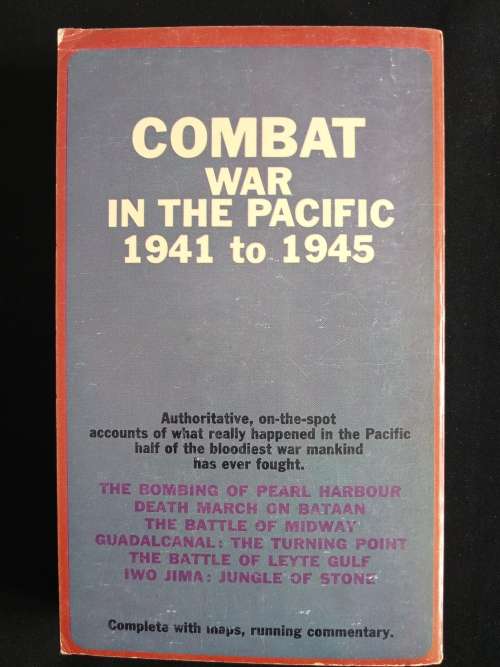 COMBAT
WAR
IN THE PACIFIC
1941 to 1945
Authoritative, on-the-spot
accounts of what really happened in the Pacific
half of the bloodiest war mankind
has ever fought.
THE BOMBING OF PEARL HARBOUR
DEATH MARCH ON BATAAN
THE BATTLE OF MIDWAY
GUADALCANAL: THE TURNING POINT
THE BATTLE OF LEYTE GULF
IWO JIMA: JUNGLE OF STONE
Complete with maps, running commentary.